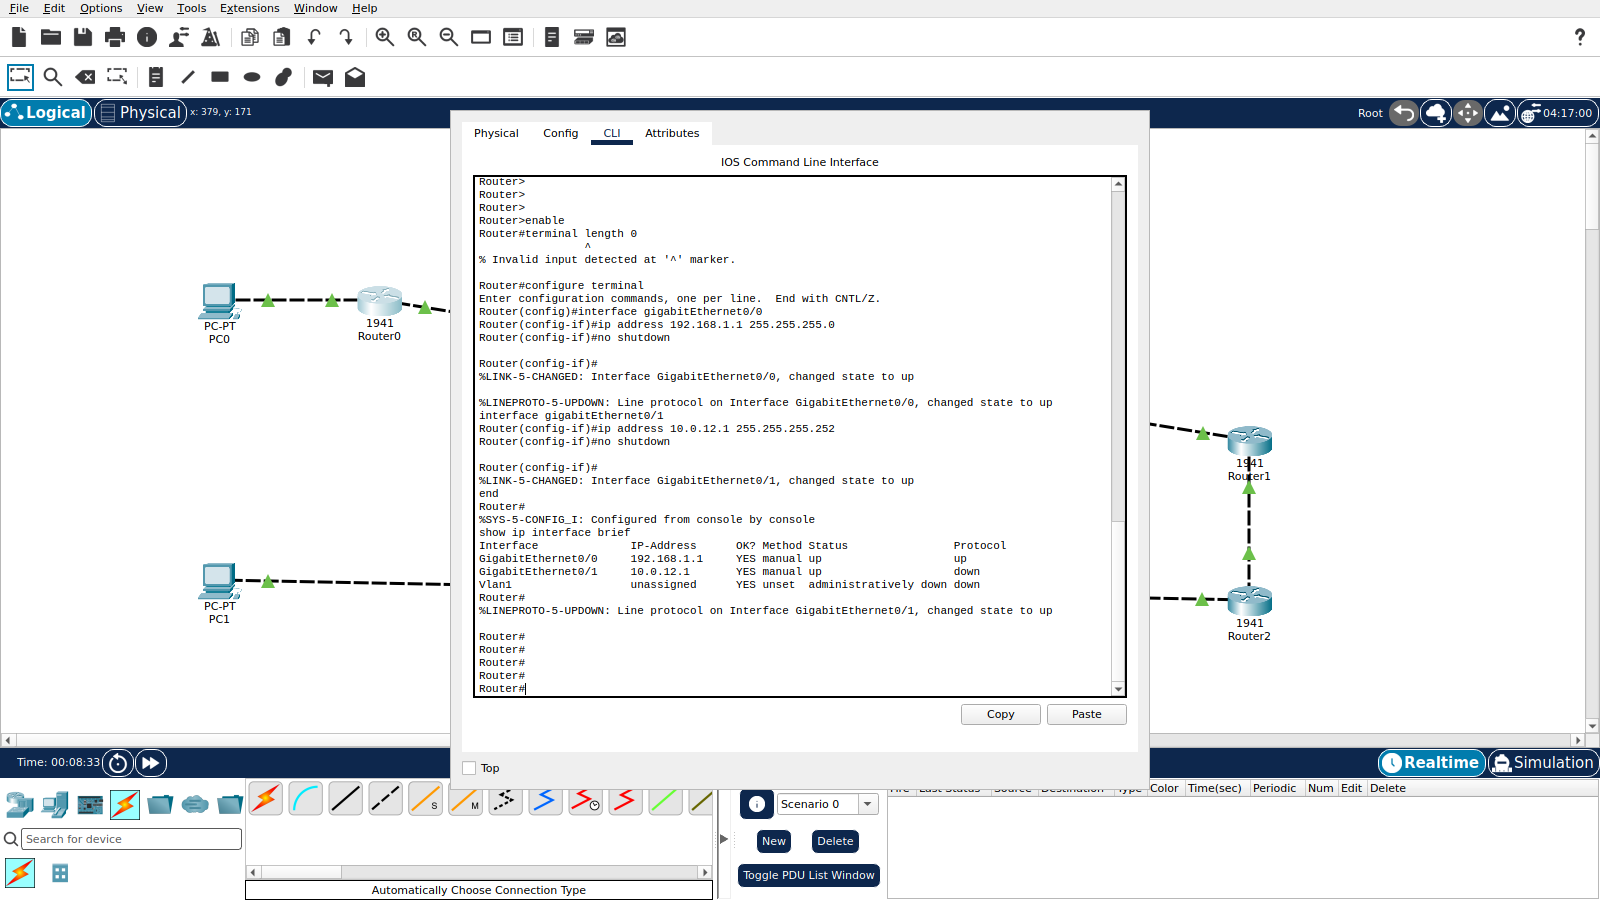 File Edit Options View Tools Extensions Window Help
Logical Physical x: 379, y: 171
Root 04:17:00
Physical Config CLI Attributes
IOS Command Line Interface
Router>
Router>
Router>
Router>enable
Router#terminal length 0
^
% Invalid input detected at '^' marker.
Router#configure terminal
Enter configuration commands, one per line.  End with CNTL/Z.
Router(config)#interface gigabitEthernet0/0
Router(config-if)#ip address 192.168.1.1 255.255.255.0
Router(config-if)#no shutdown
Router(config-if)#
%LINK-5-CHANGED: Interface GigabitEthernet0/0, changed state to up
%LINEPROTO-5-UPDOWN: Line protocol on Interface GigabitEthernet0/0, changed state to up
interface gigabitEthernet0/1
Router(config-if)#ip address 10.0.12.1 255.255.255.252
Router(config-if)#no shutdown
Router(config-if)#
%LINK-5-CHANGED: Interface GigabitEthernet0/1, changed state to up
end
Router#
%SYS-5-CONFIG_I: Configured from console by console
show ip interface brief
Interface IP-Address OK? Method Status Protocol
GigabitEthernet0/0 192.168.1.1 YES manual up up
GigabitEthernet0/1 10.0.12.1 YES manual up down
Vlan1 unassigned YES unset administratively down down
Router#
%LINEPROTO-5-UPDOWN: Line protocol on Interface GigabitEthernet0/1, changed state to up
Router#
Router#
Router#
Router#
Router#
Copy Paste
Top
PC-PT
PC0
1941
Router0
PC-PT
PC1
1941
Router1
1941
Router2
Time: 00:08:33
Realtime Simulation
S
M
Search for device
Automatically Choose Connection Type
Scenario 0
New Delete
Toggle PDU List Window
Fire Last Status Source Destination Type Color Time(sec) Periodic Num Edit Delete